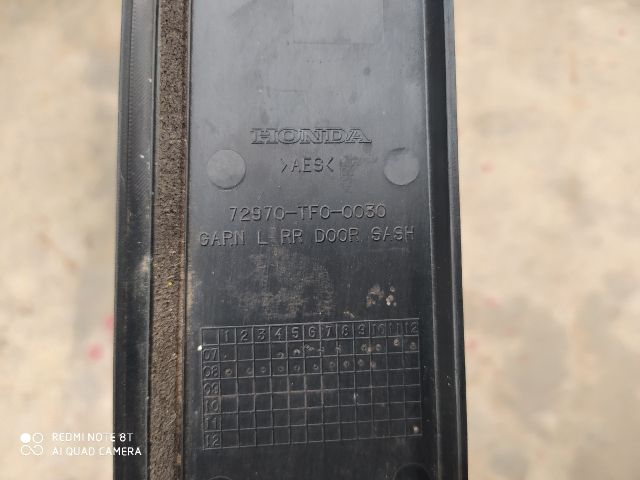 HONDA
>AES<
72970-TF0-0030
GARN L RR DOOR SASH
1 2 3 4 5 6 7 8 9 10 11 12
07
08
09
10
11
12
REDMI NOTE 8T
AI QUAD CAMERA